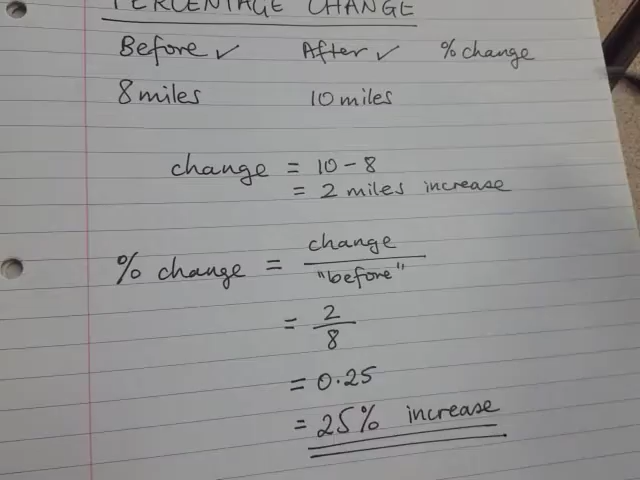 PERCENTAGE CHANGE
Before ✓ After ✓ % change
8 miles 10 miles
change = 10 - 8
= 2 miles increase
% change = change / "before"
= 2 / 8
= 0.25
= 25% increase